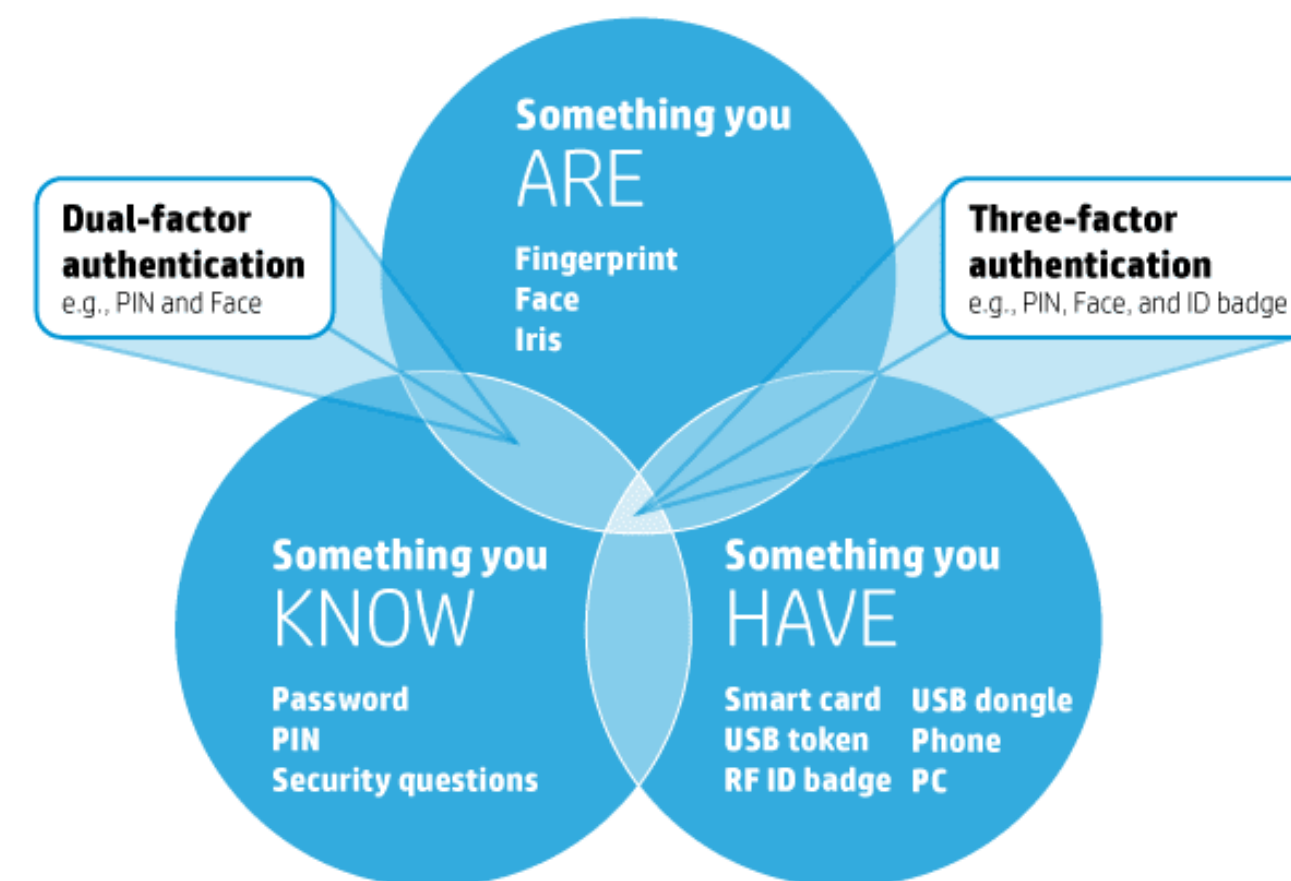 Something you
ARE
Fingerprint
Face
Iris
Dual-factor
authentication
e.g., PIN and Face
Three-factor
authentication
e.g., PIN, Face, and ID badge
Something you
KNOW
Password
PIN
Security questions
Something you
HAVE
Smart card USB dongle
USB token Phone
RF ID badge PC